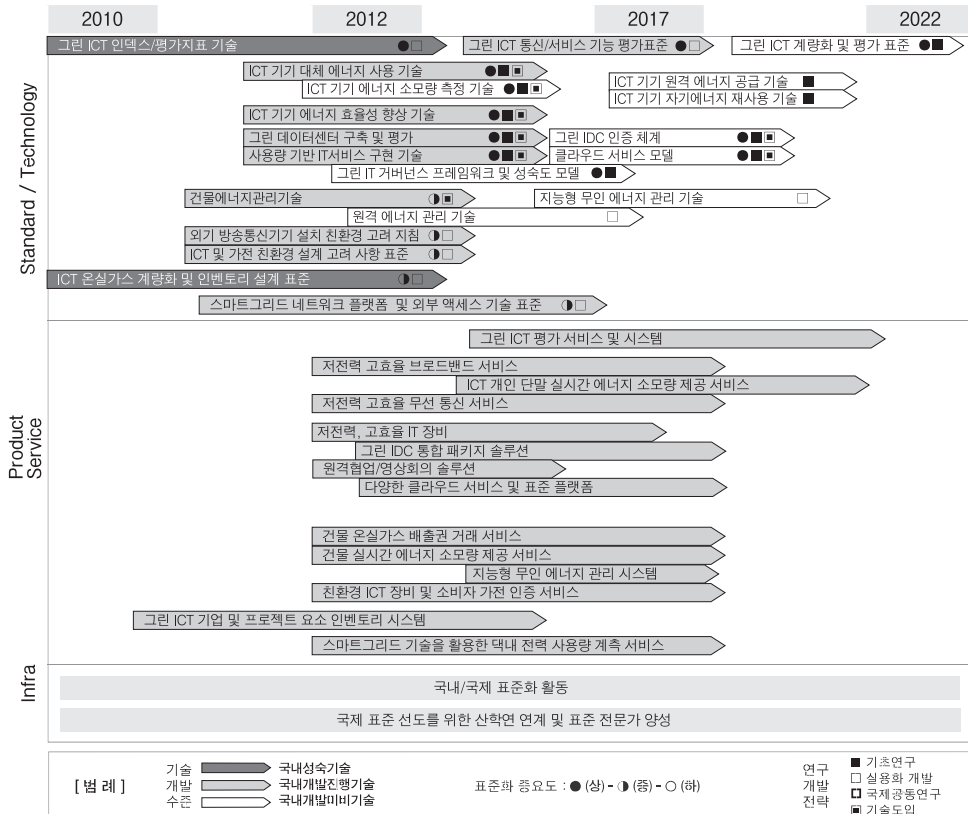 2010 2012 2017 2022
Standard / Technology
그린 ICT 인덱스/평가지표 기술
그린 ICT 통신/서비스 기능 평가표준
그린 ICT 계량화 및 평가 표준
ICT 기기 대체 에너지 사용 기술
ICT 기기 에너지 소모량 측정 기술
ICT 기기 원격 에너지 공급 기술
ICT 기기 자기에너지 재사용 기술
ICT 기기 에너지 효율성 향상 기술
그린 데이터센터 구축 및 평가
그린 IDC 인증 체계
사용량 기반 IT서비스 구현 기술
클라우드 서비스 모델
그린 IT 거버넌스 프레임워크 및 성숙도 모델
건물에너지관리기술
지능형 무인 에너지 관리 기술
원격 에너지 관리 기술
외기 방송통신기기 설치 친환경 고려 지침
ICT 및 가전 친환경 설계 고려 사항 표준
ICT 온실가스 계량화 및 인벤토리 설계 표준
스마트그리드 네트워크 플랫폼 및 외부 액세스 기술 표준
Product
Service
그린 ICT 평가 서비스 및 시스템
저전력 고효율 브로드밴드 서비스
ICT 개인 단말 실시간 에너지 소모량 제공 서비스
저전력 고효율 무선 통신 서비스
저전력, 고효율 IT 장비
그린 IDC 통합 패키지 솔루션
원격협업/영상회의 솔루션
다양한 클라우드 서비스 및 표준 플랫폼
건물 온실가스 배출권 거래 서비스
건물 실시간 에너지 소모량 제공 서비스
지능형 무인 에너지 관리 시스템
친환경 ICT 장비 및 소비자 가전 인증 서비스
그린 ICT 기업 및 프로젝트 요소 인벤토리 시스템
스마트그리드 기술을 활용한 댁내 전력 사용량 계측 서비스
Infra
국내/국제 표준화 활동
국제 표준 선도를 위한 산학연 연계 및 표준 전문가 양성
[ 범 례 ]
기술
개발
수준
국내성숙기술
국내개발진행기술
국내개발미비기술
표준화 중요도 : ● (상) - ◑ (중) - ○ (하)
연구
개발
전략
■ 기초연구
□ 실용화 개발
국제공동연구
▣ 기술도입